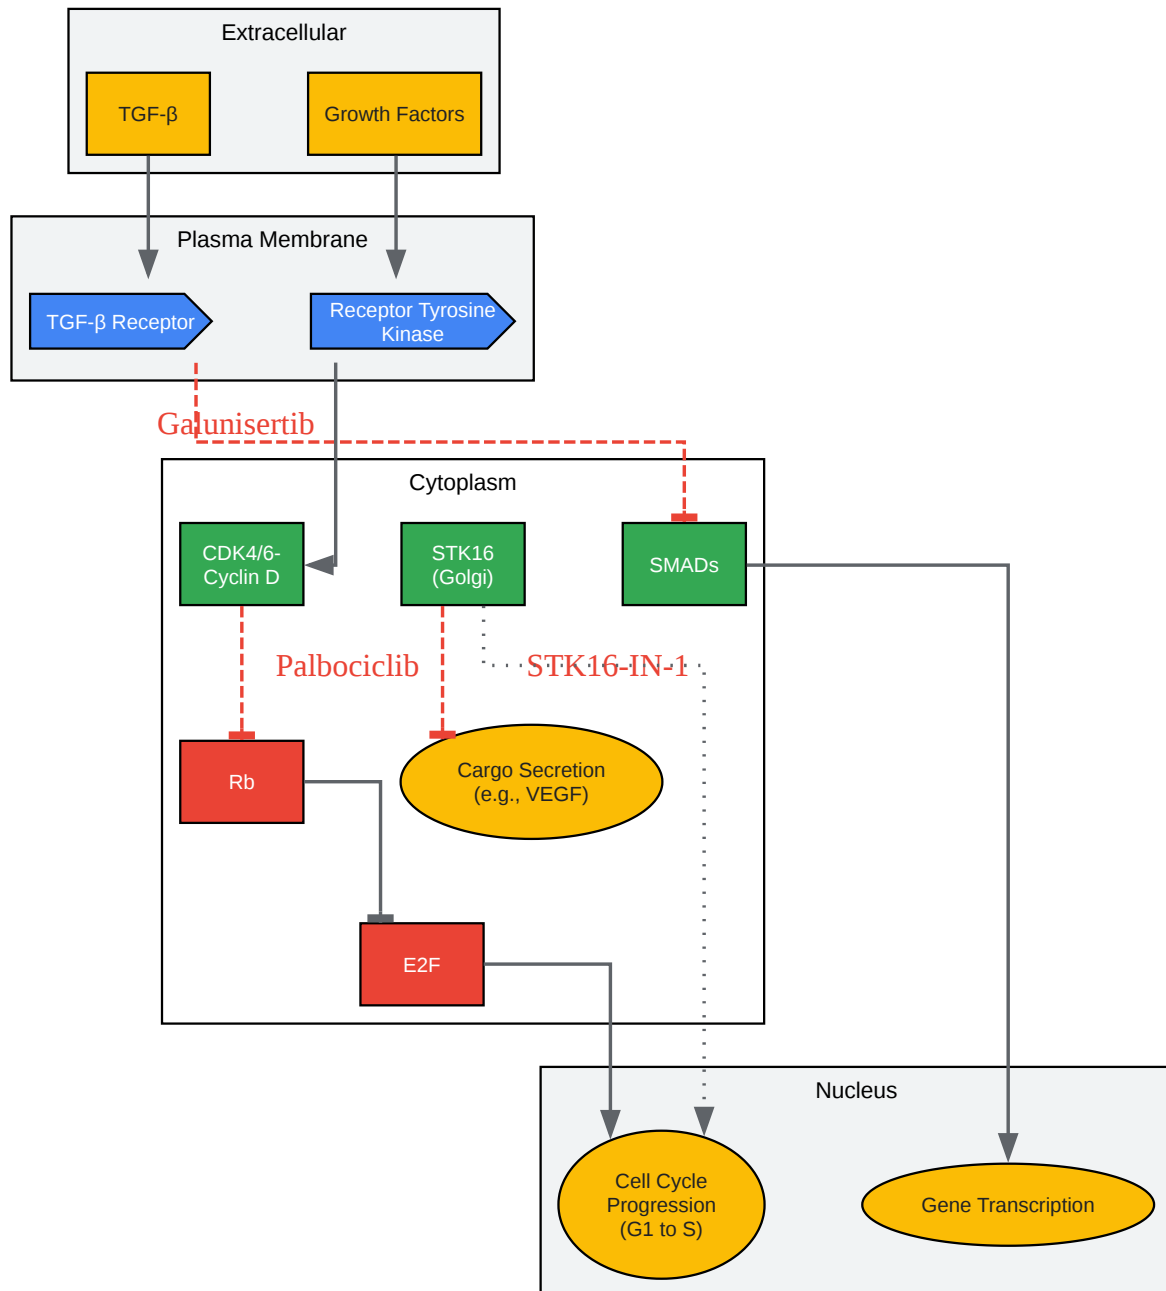 Extracellular
TGF-β
Growth Factors
Plasma Membrane
TGF-β Receptor
Receptor Tyrosine
Kinase
Galunisertib
Cytoplasm
CDK4/6-
Cyclin D
STK16
(Golgi)
SMADs
Palbociclib
STK16-IN-1
Rb
Cargo Secretion
(e.g., VEGF)
E2F
Nucleus
Cell Cycle
Progression
(G1 to S)
Gene Transcription